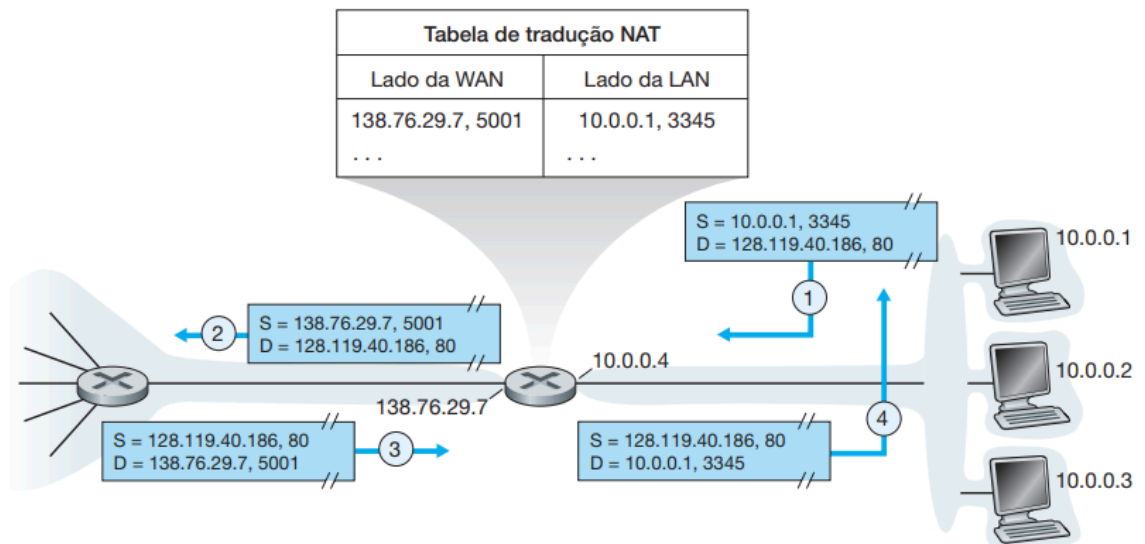 Tabela de tradução NAT
Lado da WAN
Lado da LAN
138.76.29.7, 5001
10.0.0.1, 3345
. . .
. . .
S = 10.0.0.1, 3345
D = 128.119.40.186, 80
10.0.0.1
1
2
S = 138.76.29.7, 5001
D = 128.119.40.186, 80
10.0.0.4
10.0.0.2
138.76.29.7
S = 128.119.40.186, 80
D = 138.76.29.7, 5001
3
S = 128.119.40.186, 80
D = 10.0.0.1, 3345
4
10.0.0.3